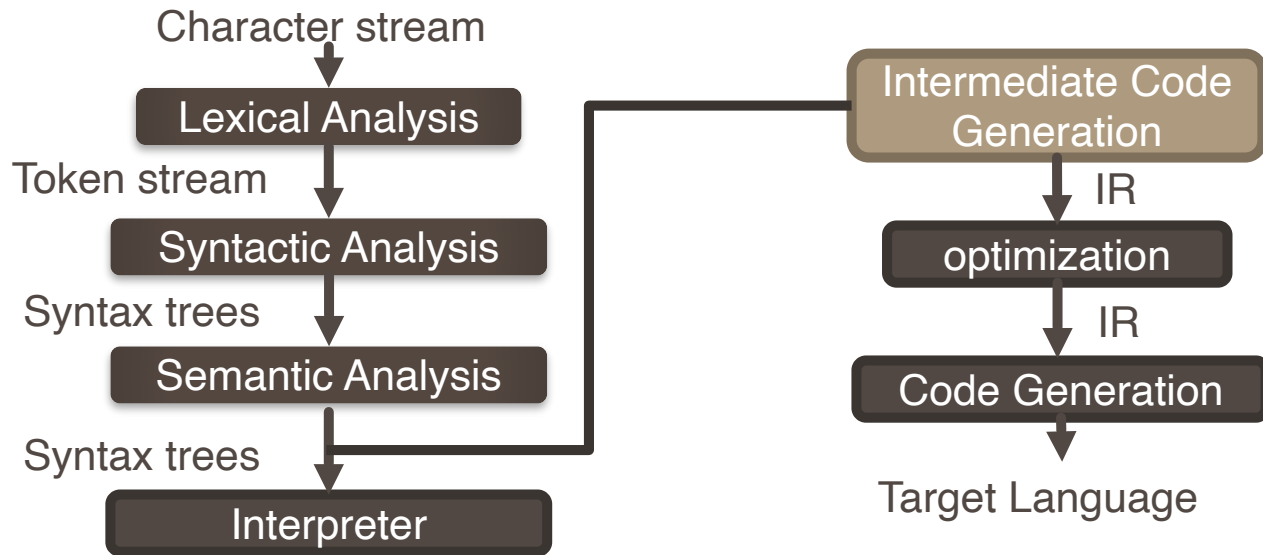 Character stream
Lexical Analysis
Token stream
Syntactic Analysis
Syntax trees
Semantic Analysis
Syntax trees
Interpreter
Intermediate Code
Generation
IR
optimization
IR
Code Generation
Target Language